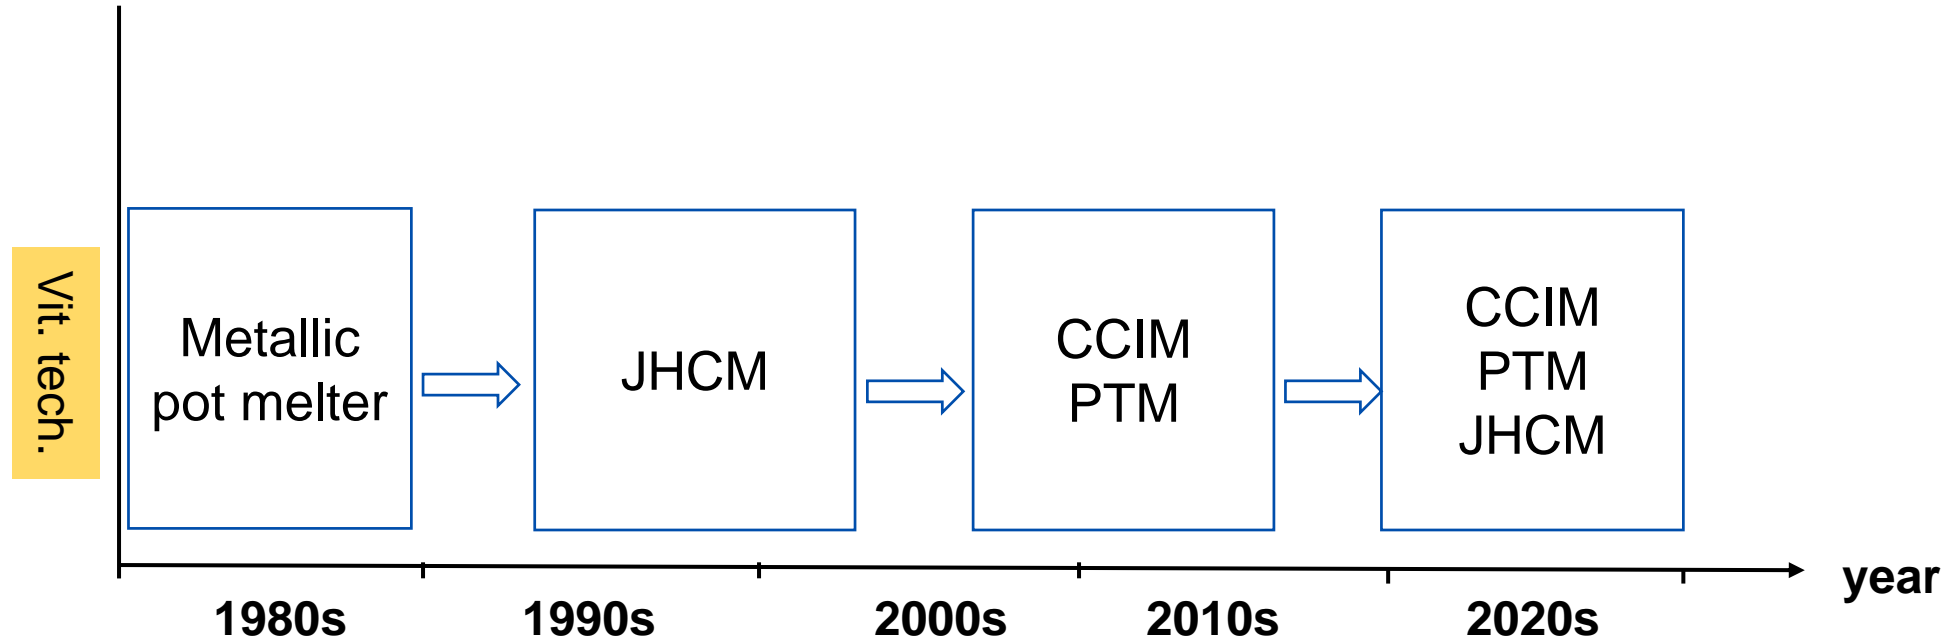 Vit. tech.
Metallic
pot melter
JHCM
CCIM
PTM
CCIM
PTM
JHCM
year
1980s
1990s
2000s
2010s
2020s